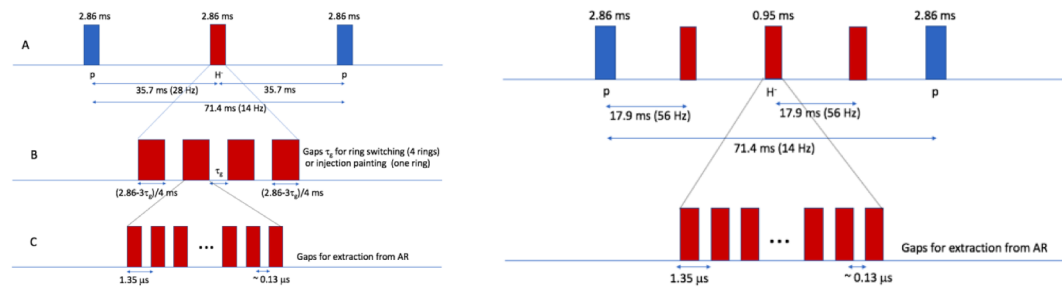 2.86 ms 2.86 ms 2.86 ms
A
p H⁻ p
35.7 ms (28 Hz) 35.7 ms
71.4 ms (14 Hz)
B
Gaps τg for ring switching (4 rings)
or injection painting (one ring)
τg
(2.86-3τg)/4 ms (2.86-3τg)/4 ms
C
...
Gaps for extraction from AR
1.35 µs ~ 0.13 µs
2.86 ms 0.95 ms 2.86 ms
p H⁻ p
17.9 ms (56 Hz) 17.9 ms (56 Hz)
71.4 ms (14 Hz)
...
Gaps for extraction from AR
1.35 µs ~ 0.13 µs